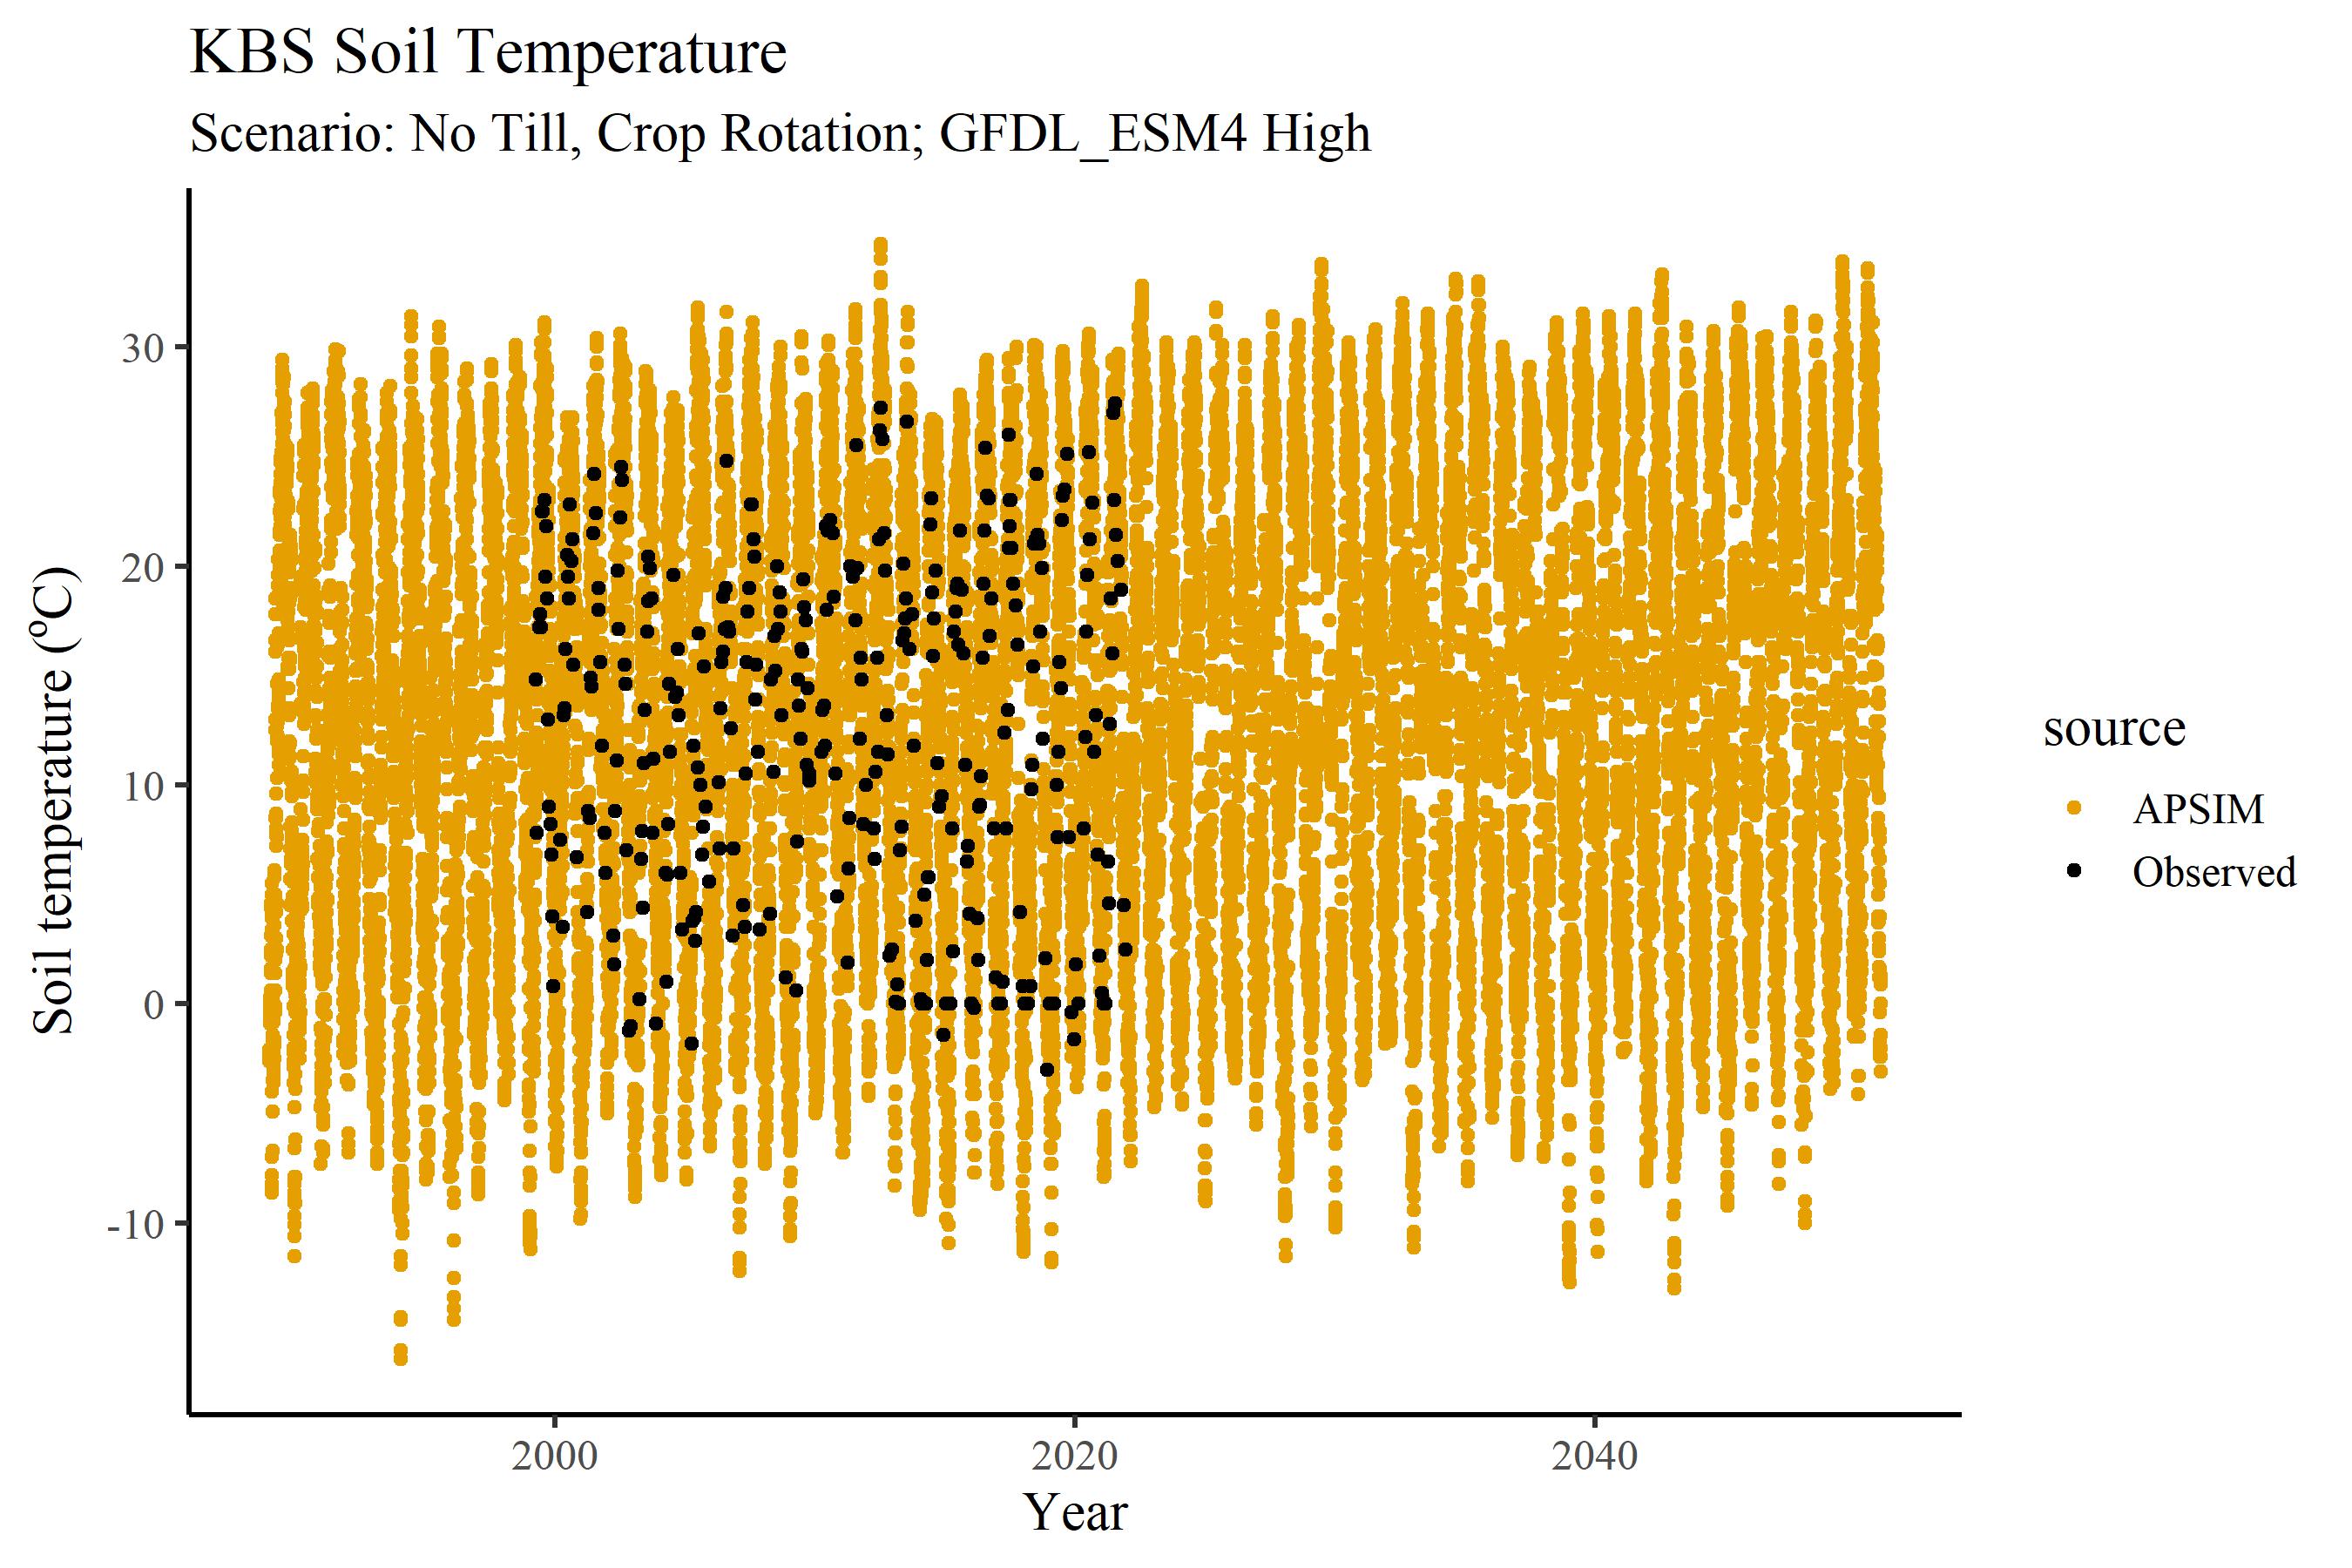 KBS Soil Temperature
Scenario: No Till, Crop Rotation; GFDL_ESM4 High
Soil temperature (ºC)
30
20
10
0
-10
2000
2020
2040
Year
source
APSIM
Observed